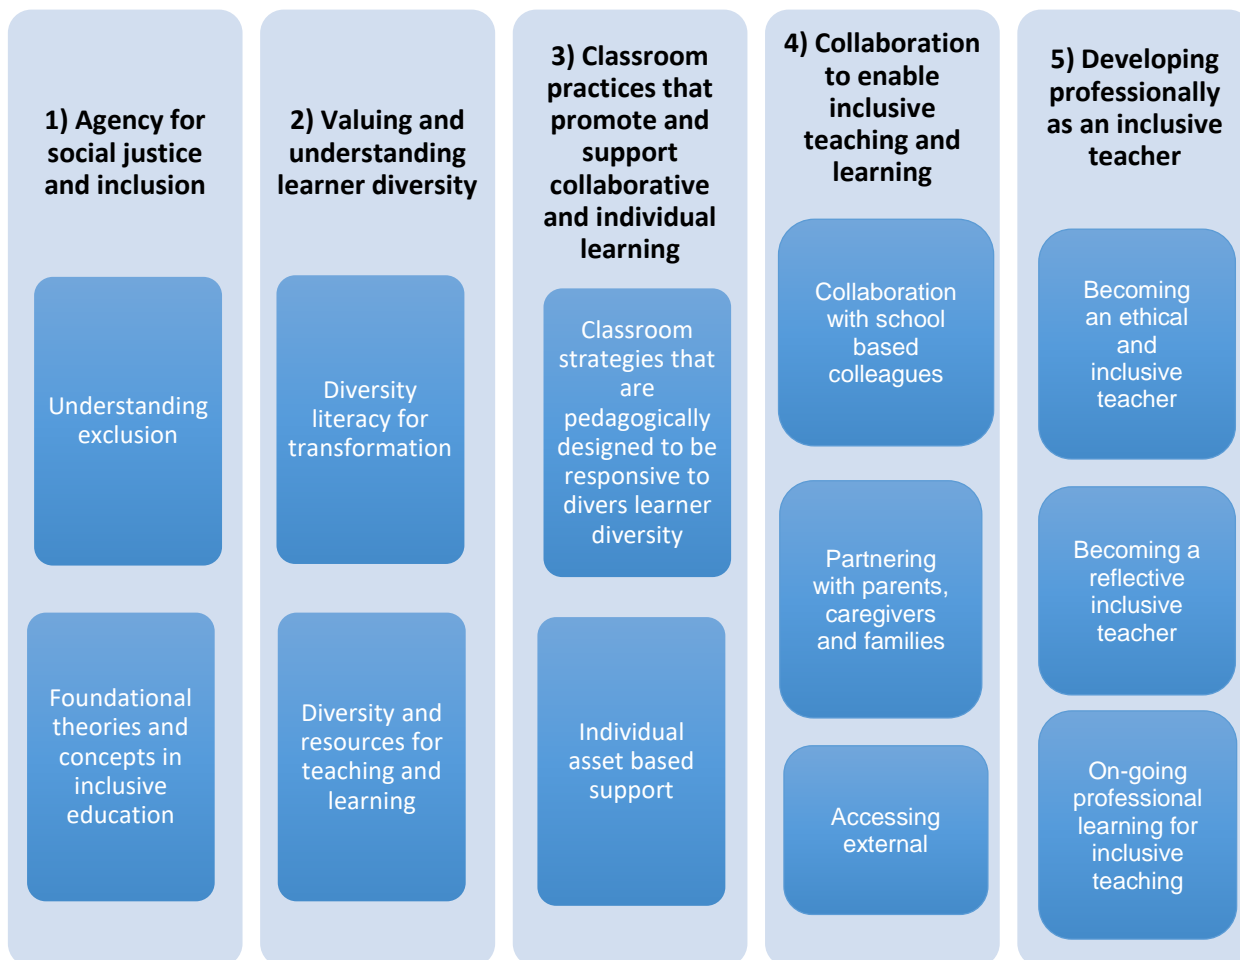 1) Agency for
social justice
and inclusion
Understanding
exclusion
Foundational
theories and
concepts in
inclusive
education
2) Valuing and
understanding
learner diversity
Diversity
literacy for
transformation
Diversity and
resources for
teaching and
learning
3) Classroom
practices that
promote and
support
collaborative
and individual
learning
Classroom
strategies that
are
pedagogically
designed to be
responsive to
divers learner
diversity
Individual
asset based
support
4) Collaboration
to enable
inclusive
teaching and
learning
Collaboration
with school
based
colleagues
Partnering
with parents,
caregivers
and families
Accessing
external
5) Developing
professionally
as an inclusive
teacher
Becoming
an ethical
and
inclusive
teacher
Becoming a
reflective
inclusive
teacher
On-going
professional
learning for
inclusive
teaching